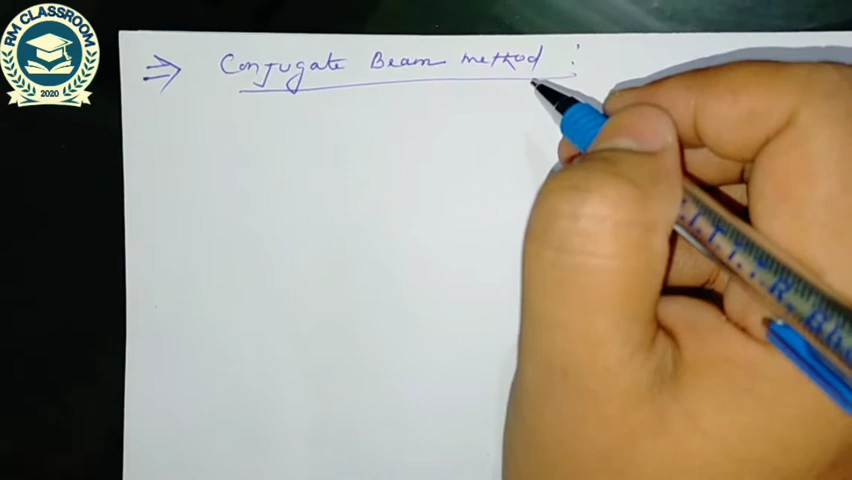 RM CLASSROOM
2020
⇒ Conjugate Beam method :